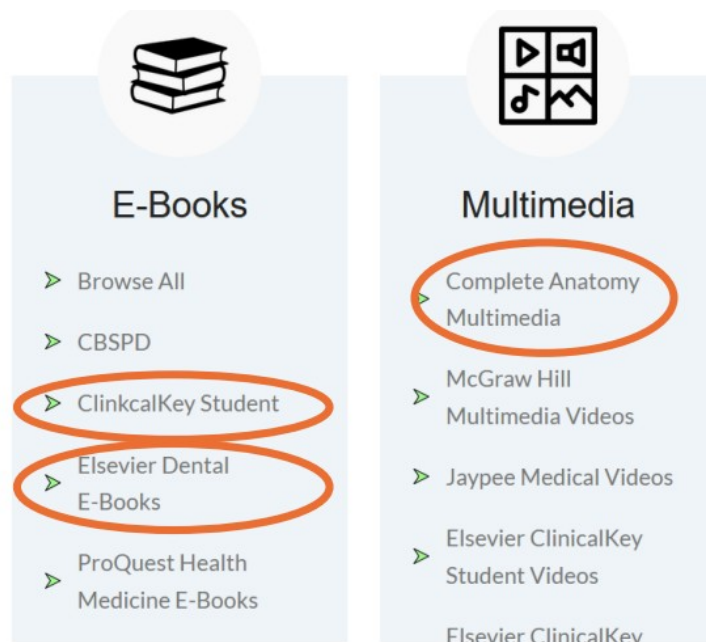 E-Books
Browse All
CBSPD
ClinkcalKey Student
Elsevier Dental
E-Books
ProQuest Health
Medicine E-Books
Multimedia
Complete Anatomy
Multimedia
McGraw Hill
Multimedia Videos
Jaypee Medical Videos
Elsevier ClinicalKey
Student Videos
Elsevier ClinicalKey